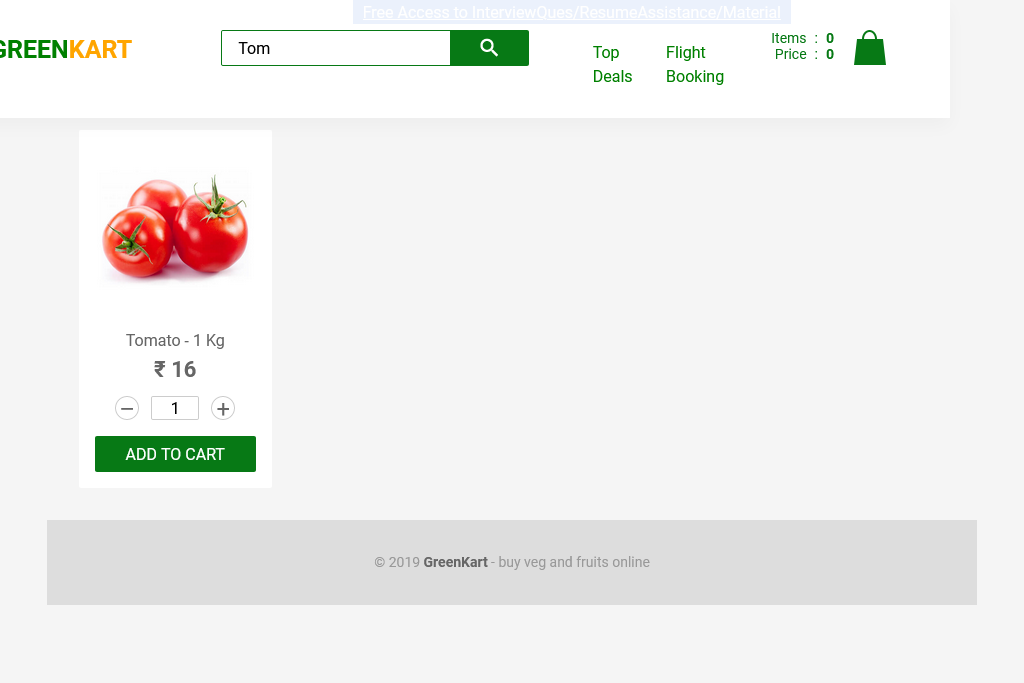 Free Access to InterviewQues/ResumeAssistance/Material
GREENKART
Tom
Top Deals
Flight Booking
Items : 0
Price : 0
Tomato - 1 Kg
₹ 16
1
ADD TO CART
© 2019 GreenKart - buy veg and fruits online